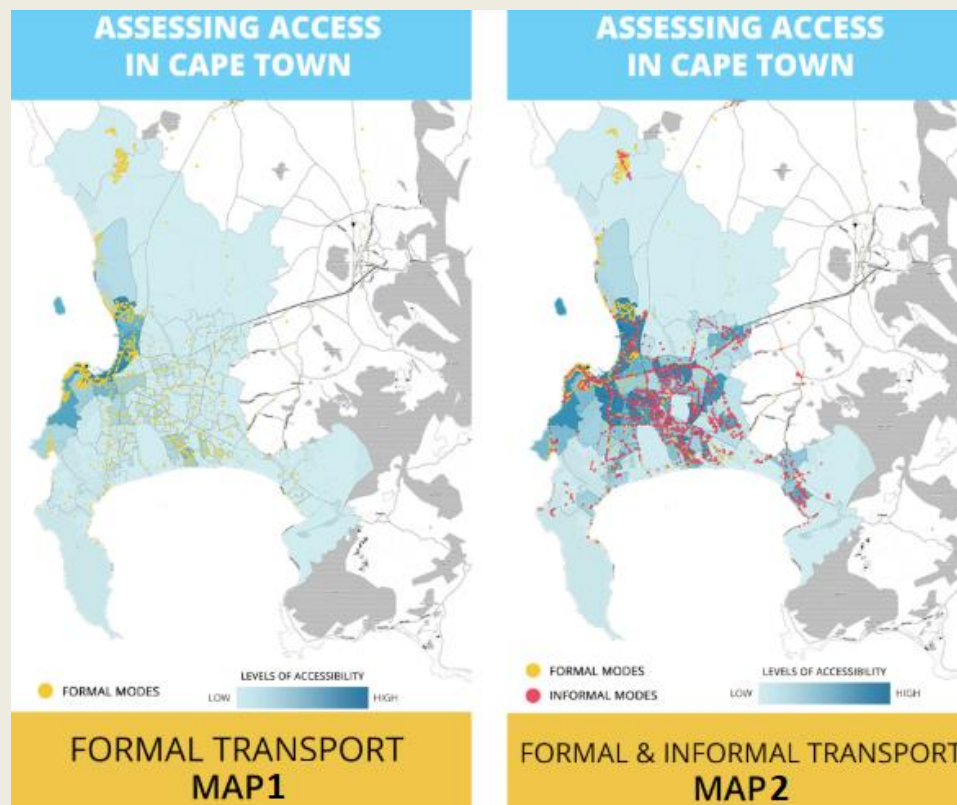 ASSESSING ACCESS
IN CAPE TOWN
FORMAL MODES
LEVELS OF ACCESSIBILITY
LOW
HIGH
FORMAL TRANSPORT
MAP1
ASSESSING ACCESS
IN CAPE TOWN
FORMAL MODES
INFORMAL MODES
LEVELS OF ACCESSIBILITY
LOW
HIGH
FORMAL & INFORMAL TRANSPORT
MAP2